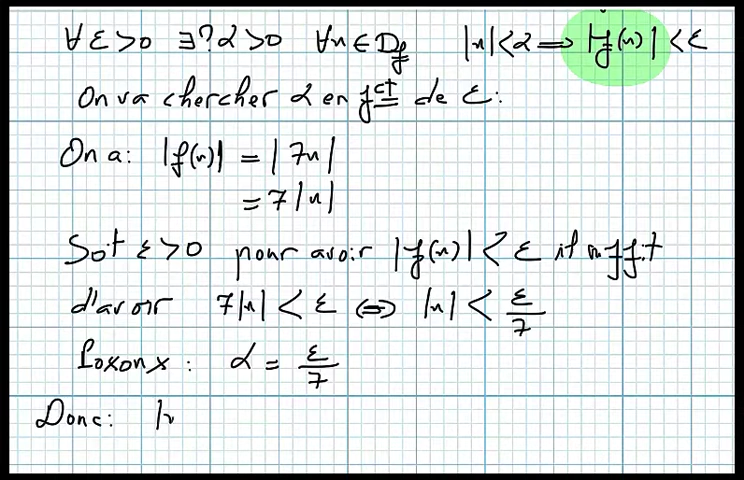 ∀ε>0 ∃?α>0 ∀x∈Df |x|<α ⟹ |f(x)|<ε
On va chercher α en fct de ε:
On a: |f(x)| = |7x|
= 7|x|
Soit ε>0 pour avoir |f(x)|<ε il suffit
d'avoir 7|x|<ε ⟺ |x|<ε/7
Posons: α = ε/7
Donc: |x